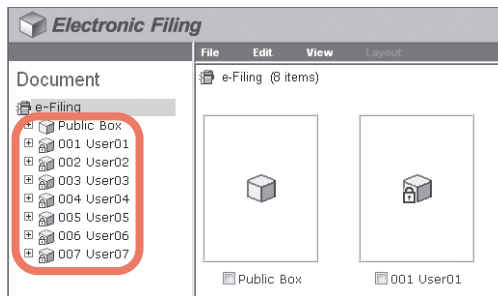 Electronic Filing
File Edit View Layout
Document
e-Filing
Public Box
001 User01
002 User02
003 User03
004 User04
005 User05
006 User06
007 User07
e-Filing (8 items)
Public Box
001 User01